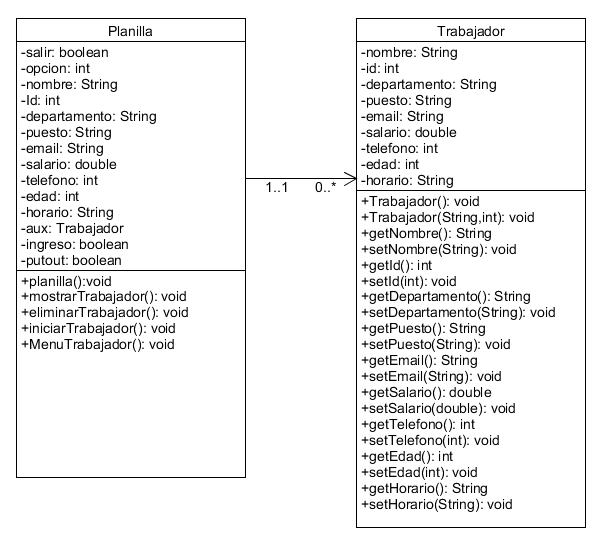 Planilla
-salir: boolean
-opcion: int
-nombre: String
-Id: int
-departamento: String
-puesto: String
-email: String
-salario: double
-telefono: int
-edad: int
-horario: String
-aux: Trabajador
-ingreso: boolean
-putout: boolean
+planilla():void
+mostrarTrabajador(): void
+eliminarTrabajador(): void
+iniciarTrabajador(): void
+MenuTrabajador(): void
1..1 0..*
Trabajador
-nombre: String
-id: int
-departamento: String
-puesto: String
-email: String
-salario: double
-telefono: int
-edad: int
-horario: String
+Trabajador(): void
+Trabajador(String,int): void
+getNombre(): String
+setNombre(String): void
+getId(): int
+setId(int): void
+getDepartamento(): String
+setDepartamento(String): void
+getPuesto(): String
+setPuesto(String): void
+getEmail(): String
+setEmail(String): void
+getSalario(): double
+setSalario(double): void
+getTelefono(): int
+setTelefono(int): void
+getEdad(): int
+setEdad(int): void
+getHorario(): String
+setHorario(String): void